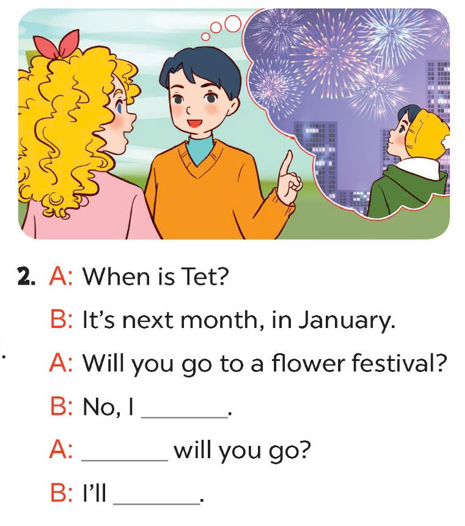 2. A: When is Tet?
B: It's next month, in January.
A: Will you go to a flower festival?
B: No, I ________.
A: ________ will you go?
B: I'll ________.